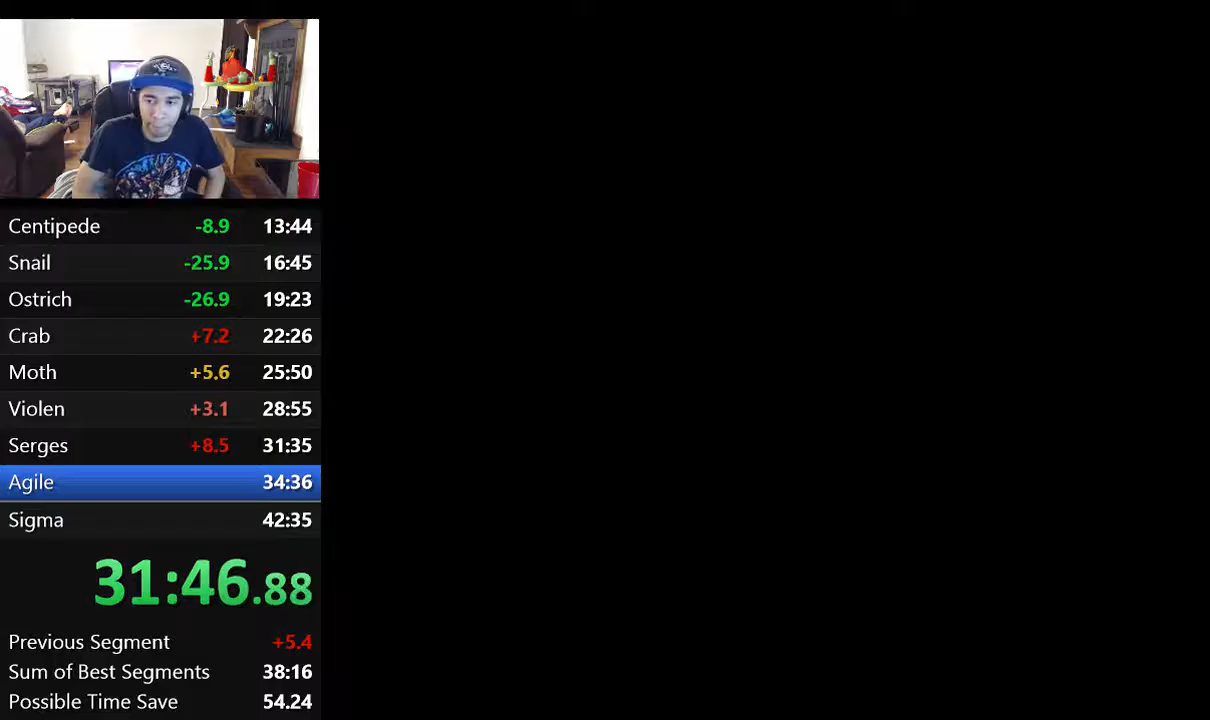 Centipede -8.9 13:44
Snail -25.9 16:45
Ostrich -26.9 19:23
Crab +7.2 22:26
Moth +5.6 25:50
Violen +3.1 28:55
Serges +8.5 31:35
Agile 34:36
Sigma 42:35
31:46.88
Previous Segment +5.4
Sum of Best Segments 38:16
Possible Time Save 54.24